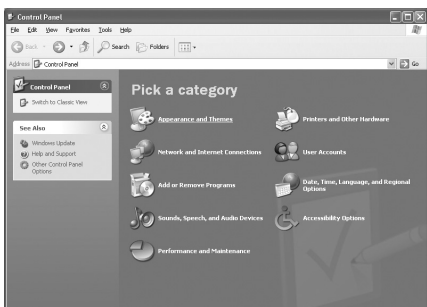 Control Panel
File Edit View Favorites Tools Help
Back Search Folders
Address Control Panel Go
Control Panel
Switch to Classic View
See Also
Windows Update
Help and Support
Other Control Panel
Options
Pick a category
Appearance and Themes
Printers and Other Hardware
Network and Internet Connections
User Accounts
Add or Remove Programs
Date, Time, Language, and Regional
Options
Sounds, Speech, and Audio Devices
Accessibility Options
Performance and Maintenance